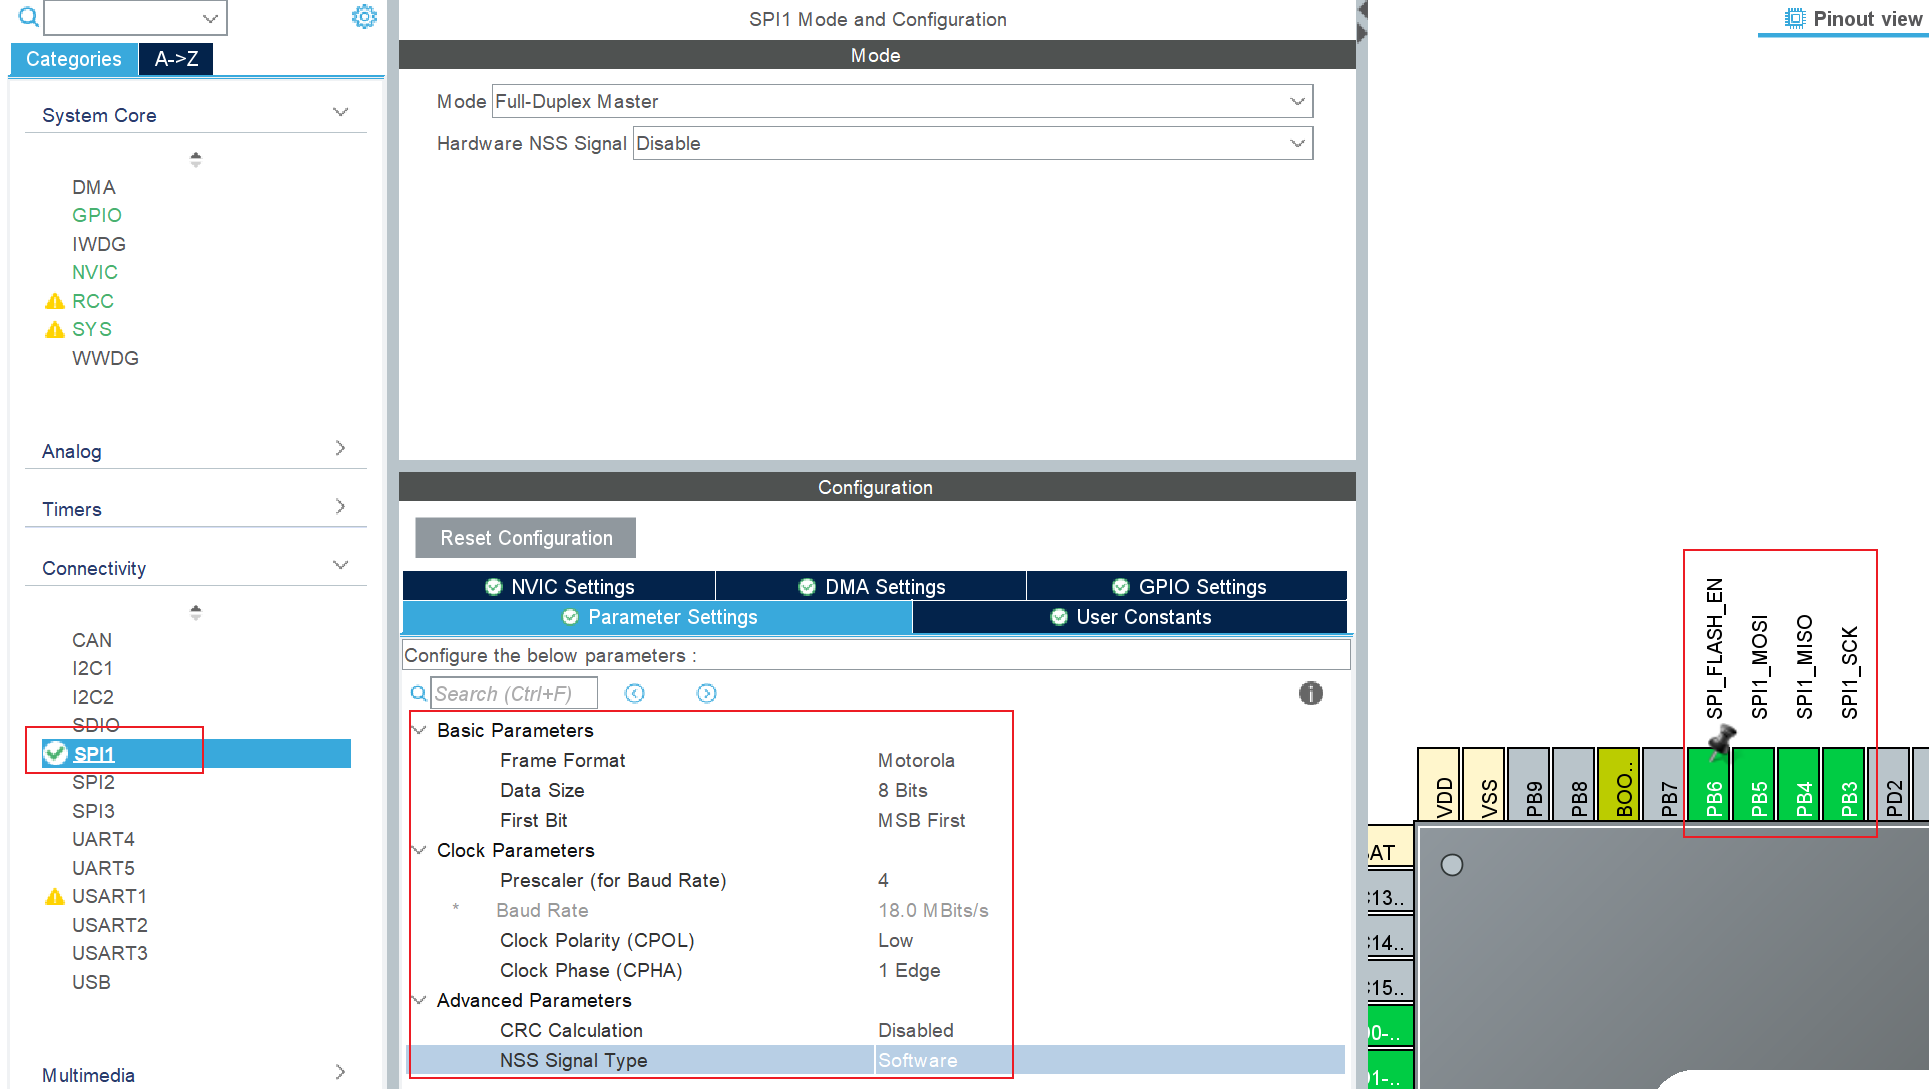 SPI1 Mode and Configuration
Pinout view
Categories
A->Z
Mode
System Core
Mode Full-Duplex Master
Hardware NSS Signal Disable
DMA
GPIO
IWDG
NVIC
RCC
SYS
WWDG
Analog
Timers
Connectivity
CAN
I2C1
I2C2
SDIO
SPI1
SPI2
SPI3
UART4
UART5
USART1
USART2
USART3
USB
Multimedia
Configuration
Reset Configuration
NVIC Settings
DMA Settings
GPIO Settings
Parameter Settings
User Constants
Configure the below parameters :
Search (Ctrl+F)
Basic Parameters
Frame Format Motorola
Data Size 8 Bits
First Bit MSB First
Clock Parameters
Prescaler (for Baud Rate) 4
* Baud Rate 18.0 MBits/s
Clock Polarity (CPOL) Low
Clock Phase (CPHA) 1 Edge
Advanced Parameters
CRC Calculation Disabled
NSS Signal Type Software
SPI_FLASH_EN
SPI1_MOSI
SPI1_MISO
SPI1_SCK
VDD
VSS
PB9
PB8
BOO..
PB7
PB6
PB5
PB4
PB3
PD2
AT
C13..
C14..
C15..
0-..
1-..